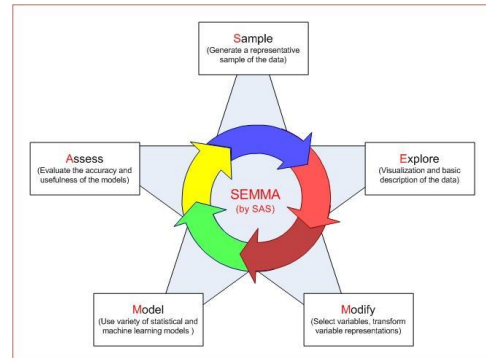 Sample
(Generate a representative
sample of the data)
Assess
(Evaluate the accuracy and
usefulness of the models)
Explore
(Visualization and basic
description of the data)
SEMMA
(by SAS)
Model
(Use variety of statistical and
machine learning models )
Modify
(Select variables, transform
variable representations)